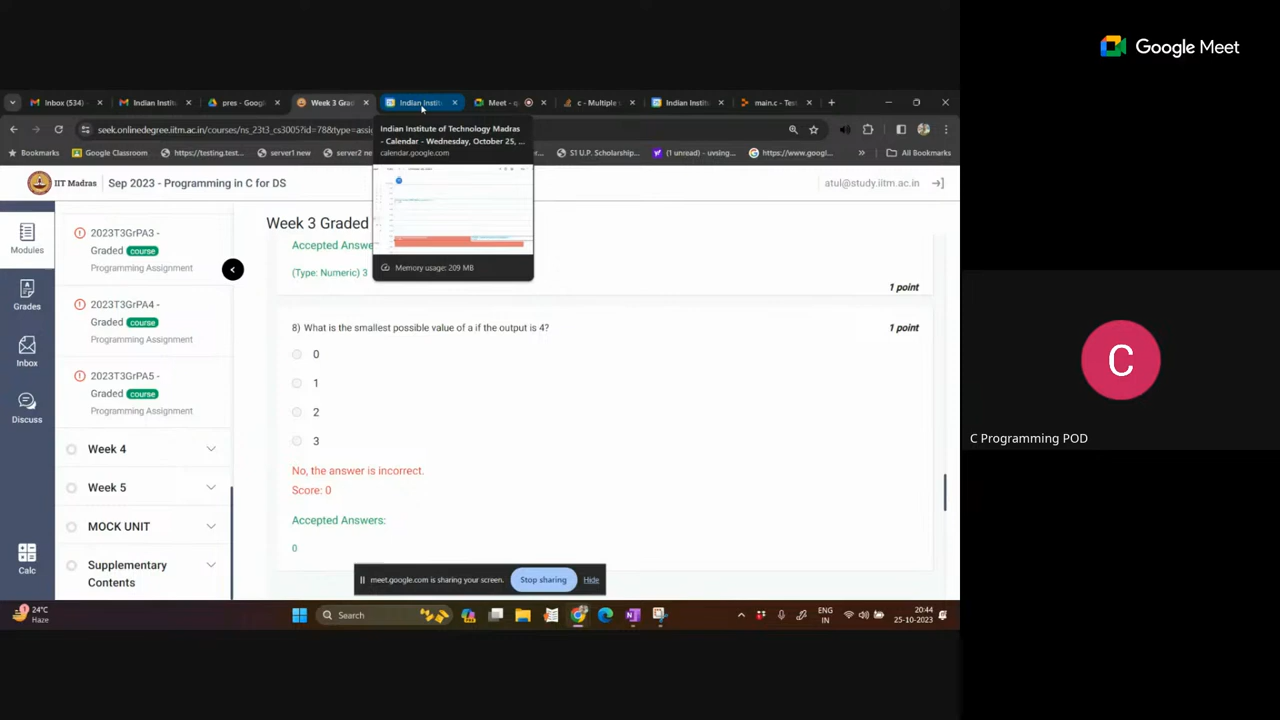 Google Meet
Inbox (534)
Indian Institu
pres - Google
Week 3 Grad
Indian Institu
Meet - q
c - Multiple v
Indian Institu
main.c - Test
seek.onlinedegree.iitm.ac.in/courses/ns_23t3_cs3005?id=78&type=assi
Indian Institute of Technology Madras
- Calendar - Wednesday, October 25, ...
calendar.google.com
Bookmarks
Google Classroom
https://testing.test...
server1 new
server2
S1 U.P. Scholarship...
(1 unread) - uvsing...
https://www.googl...
All Bookmarks
IIT Madras
Sep 2023 - Programming in C for DS
atul@study.iitm.ac.in
Modules
Grades
Inbox
Discuss
Calc
2023T3GrPA3 -
Graded course
Programming Assignment
2023T3GrPA4 -
Graded course
Programming Assignment
2023T3GrPA5 -
Graded course
Programming Assignment
Week 4
Week 5
MOCK UNIT
Supplementary
Contents
Week 3 Graded
Accepted Answe
(Type: Numeric) 3
1 point
Memory usage: 209 MB
8) What is the smallest possible value of a if the output is 4?
1 point
0
1
2
3
No, the answer is incorrect.
Score: 0
Accepted Answers:
0
meet.google.com is sharing your screen.
Stop sharing
Hide
24°C
Haze
Search
ENG
IN
20:44
25-10-2023
C
C Programming POD